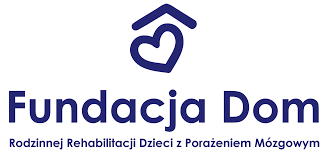 Fundacja Dom
Rodzinnej Rehabilitacji Dzieci z Porażeniem Mózgowym